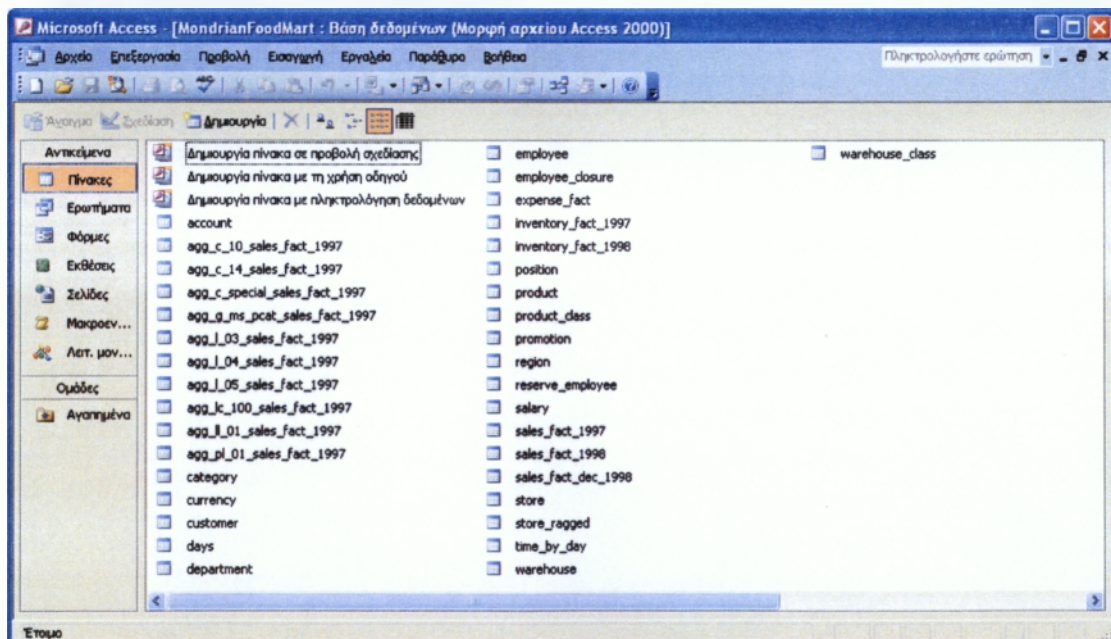 Microsoft Access - [MondrianFoodMart : Βάση δεδομένων (Μορφή αρχείου Access 2000)]
Αρχείο Επεξεργασία Προβολή Εισαγωγή Εργαλεία Παράθυρο Βοήθεια Πληκτρολογήστε ερώτηση
Άνοιγμα Σχεδίαση Δημιουργία
Αντικείμενα
Πίνακες
Ερωτήματα
Φόρμες
Εκθέσεις
Σελίδες
Μακροεν...
Λειτ. μον...
Ομάδες
Αγαπημένα
Δημιουργία πίνακα σε προβολή σχεδίασης
Δημιουργία πίνακα με τη χρήση οδηγού
Δημιουργία πίνακα με πληκτρολόγηση δεδομένων
account
agg_c_10_sales_fact_1997
agg_c_14_sales_fact_1997
agg_c_special_sales_fact_1997
agg_g_ms_pcat_sales_fact_1997
agg_l_03_sales_fact_1997
agg_l_04_sales_fact_1997
agg_l_05_sales_fact_1997
agg_lc_100_sales_fact_1997
agg_ll_01_sales_fact_1997
agg_pl_01_sales_fact_1997
category
currency
customer
days
department
employee
employee_closure
expense_fact
inventory_fact_1997
inventory_fact_1998
position
product
product_class
promotion
region
reserve_employee
salary
sales_fact_1997
sales_fact_1998
sales_fact_dec_1998
store
store_ragged
time_by_day
warehouse
warehouse_class
Έτοιμο